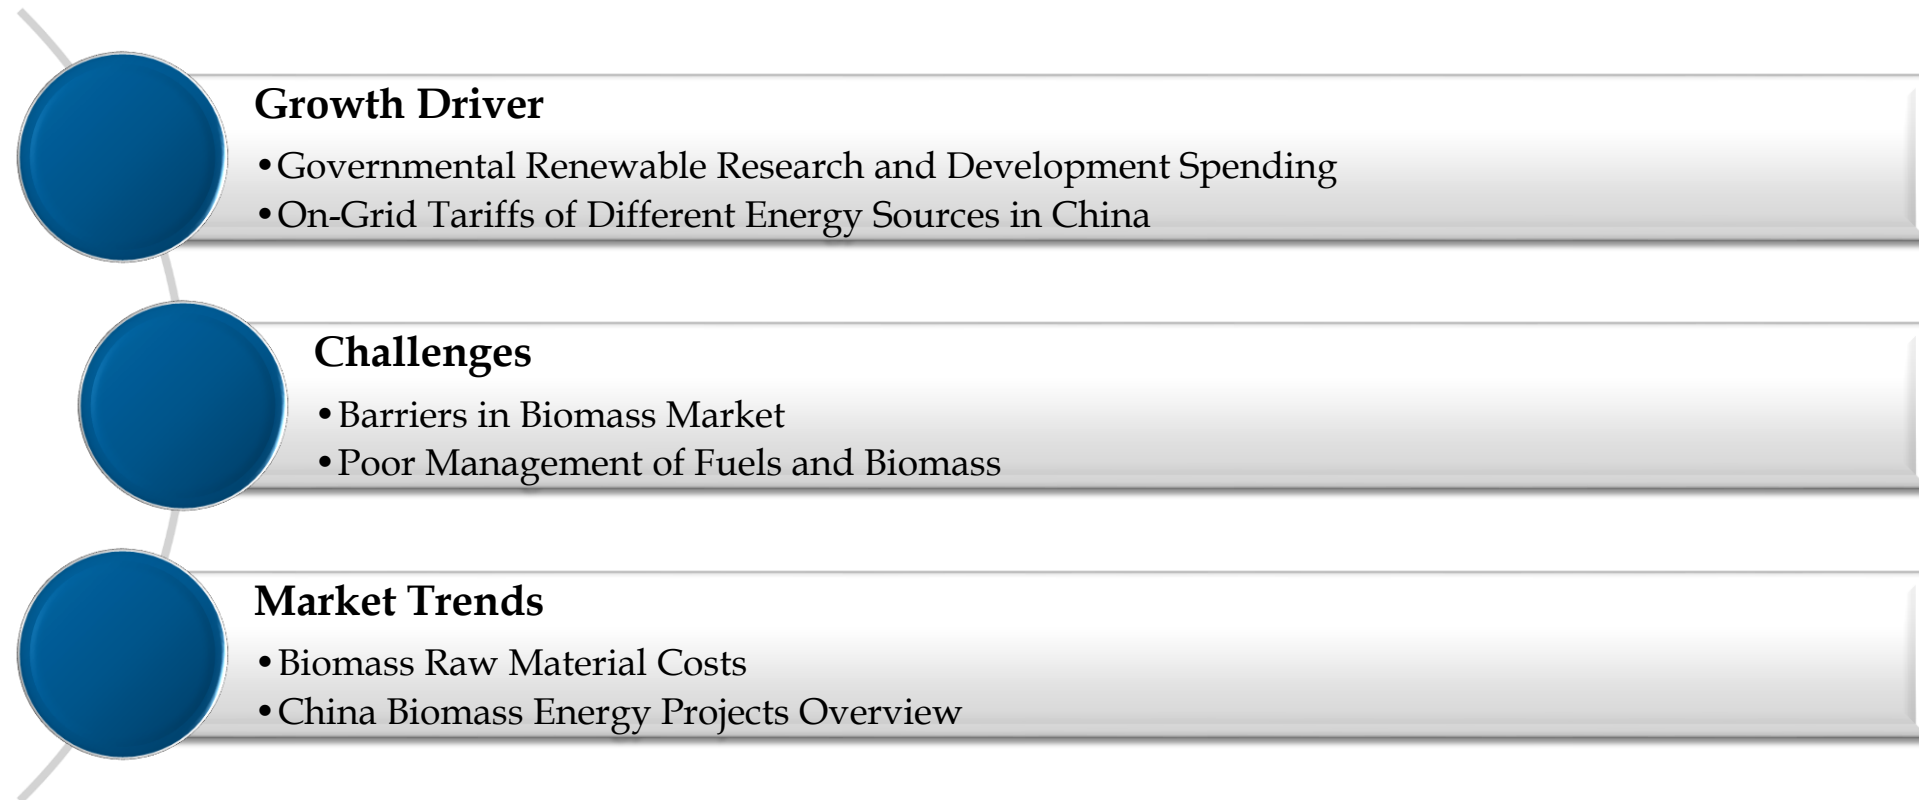 Growth Driver
•Governmental Renewable Research and Development Spending
•On-Grid Tariffs of Different Energy Sources in China
Challenges
•Barriers in Biomass Market
•Poor Management of Fuels and Biomass
Market Trends
•Biomass Raw Material Costs
•China Biomass Energy Projects Overview